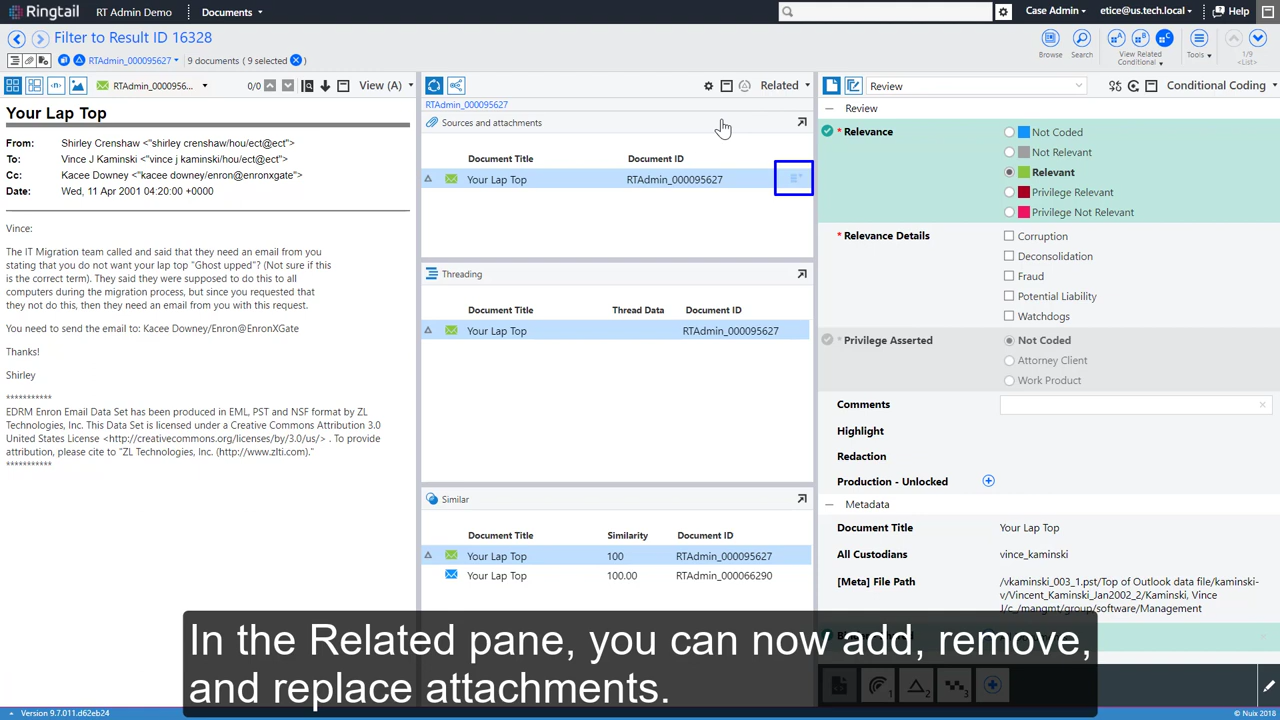 Ringtail RT Admin Demo Documents Case Admin etice@us.tech.local Help
Filter to Result ID 16328
RTAdmin_000095627 9 documents ( 9 selected )
Browse Search View Related Conditional Tools 1/9 <List>
RTAdmin_0000956... 0/0 View (A)
Related
Review
Conditional Coding
Your Lap Top
From: Shirley Crenshaw <"shirley crenshaw/hou/ect@ect">
To: Vince J Kaminski <"vince j kaminski/hou/ect@ect">
Cc: Kacee Downey <"kacee downey/enron@enronxgate">
Date: Wed, 11 Apr 2001 04:20:00 +0000
Vince:
The IT Migration team called and said that they need an email from you
stating that you do not want your lap top "Ghost upped"? (Not sure if this
is the correct term). They said they were supposed to do this to all
computers during the migration process, but since you requested that
they not do this, then they need an email from you with this request.
You need to send the email to: Kacee Downey/Enron@EnronXGate
Thanks!
Shirley
***********
EDRM Enron Email Data Set has been produced in EML, PST and NSF format by ZL
Technologies, Inc. This Data Set is licensed under a Creative Commons Attribution 3.0
United States License <http://creativecommons.org/licenses/by/3.0/us/> . To provide
attribution, please cite to "ZL Technologies, Inc. (http://www.zlti.com)."
***********
RTAdmin_000095627
Sources and attachments
Document Title Document ID
Your Lap Top RTAdmin_000095627
Threading
Document Title Thread Data Document ID
Your Lap Top RTAdmin_000095627
Similar
Document Title Similarity Document ID
Your Lap Top 100 RTAdmin_000095627
Your Lap Top 100.00 RTAdmin_000066290
Review
* Relevance
Not Coded
Not Relevant
Relevant
Privilege Relevant
Privilege Not Relevant
* Relevance Details
Corruption
Deconsolidation
Fraud
Potential Liability
Watchdogs
* Privilege Asserted
Not Coded
Attorney Client
Work Product
Comments
Highlight
Redaction
Production - Unlocked
Metadata
Document Title Your Lap Top
All Custodians vince_kaminski
[Meta] File Path /vkaminski_003_1.pst/Top of Outlook data file/kaminski-
v/Vincent_Kaminski_Jan2002_2/Kaminski, Vince
J/c_/mangmt/group/software/Management
In the Related pane, you can now add, remove,
and replace attachments.
1 2 3
Version 9.7.011.d62eb24
© Nuix 2018